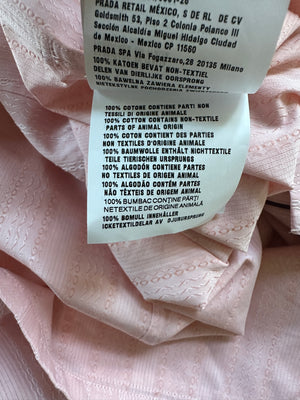 PRADA RETAIL MÉXICO, S DE RL DE CV
Goldsmith 53, Piso 2 Colonia Polanco III
Sección Alcaldía Miguel Hidalgo Ciudad
de Mexico - Mexico CP 11560
PRADA SPA Via Fogazzaro,28 20135 Milano
100% KATOEN BEVAT NON-TEXTIEL
DELEN VAN DIERLIJKE OORSPRONG
100% BAWEŁNA ZAWIERA ELEMENTY
100% COTONE CONTIENE PARTI NON
TESSILI DI ORIGINE ANIMALE
100% COTTON CONTAINS NON-TEXTILE
PARTS OF ANIMAL ORIGIN
100% COTON CONTIENT DES PARTIES
NON TEXTILES D'ORIGINE ANIMALE
100% BAUMWOLLE ENTHÄLT NICHTTEXTILE
TEILE TIERISCHEN URSPRUNGS
100% ALGODÓN CONTIENE PARTES
NO TEXTILES DE ORIGEN ANIMAL
100% ALGODÃO CONTÉM PARTES
NÃO TÊXTEIS DE ORIGEM ANIMAL
100% BUMBAC CONȚINE PĂRȚI
NETEXTILE DE ORIGINE ANIMALĂ
100% BOMULL INNEHÅLLER
ICKETEXTILDELAR AV DJURURSPRUNG